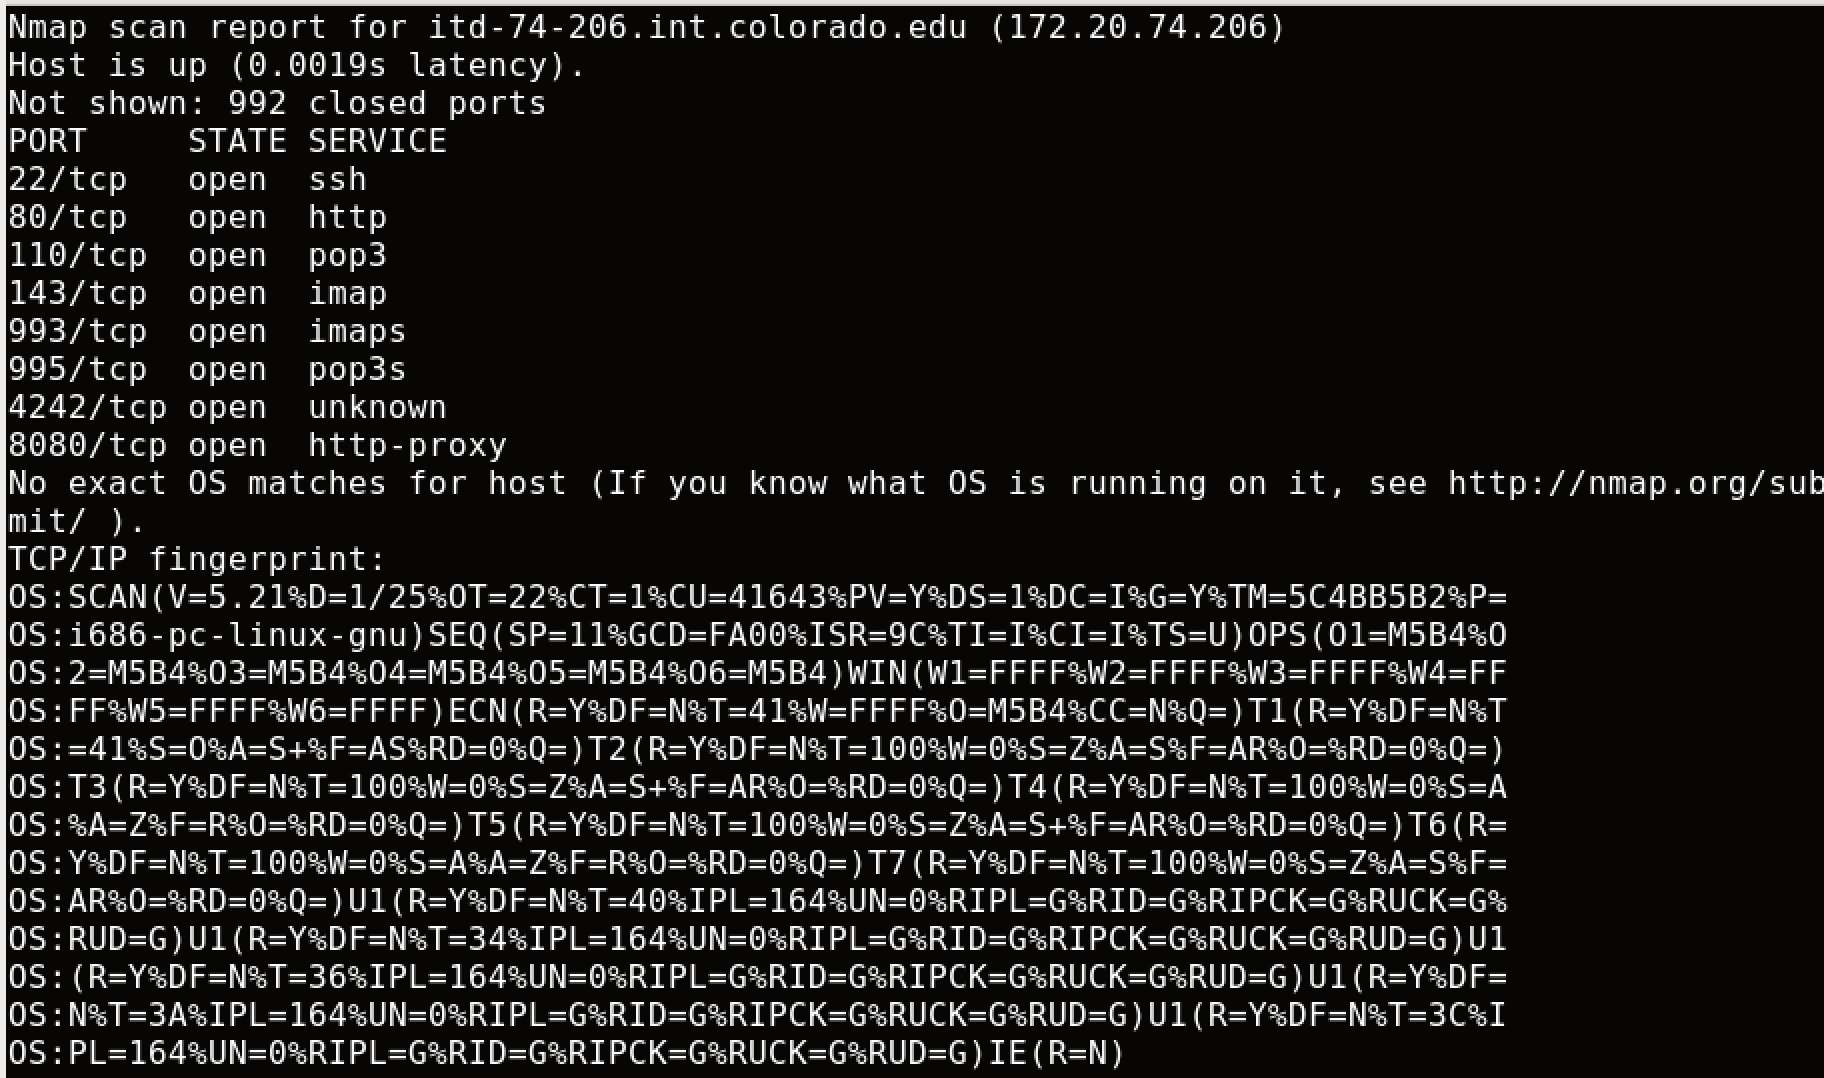 Nmap scan report for itd-74-206.int.colorado.edu (172.20.74.206)
Host is up (0.0019s latency).
Not shown: 992 closed ports
PORT     STATE SERVICE
22/tcp   open  ssh
80/tcp   open  http
110/tcp  open  pop3
143/tcp  open  imap
993/tcp  open  imaps
995/tcp  open  pop3s
4242/tcp open  unknown
8080/tcp open  http-proxy
No exact OS matches for host (If you know what OS is running on it, see http://nmap.org/sub
mit/ ).
TCP/IP fingerprint:
OS:SCAN(V=5.21%D=1/25%OT=22%CT=1%CU=41643%PV=Y%DS=1%DC=I%G=Y%TM=5C4BB5B2%P=
OS:i686-pc-linux-gnu)SEQ(SP=11%GCD=FA00%ISR=9C%TI=I%CI=I%TS=U)OPS(O1=M5B4%O
OS:2=M5B4%O3=M5B4%O4=M5B4%O5=M5B4%O6=M5B4)WIN(W1=FFFF%W2=FFFF%W3=FFFF%W4=FF
OS:FF%W5=FFFF%W6=FFFF)ECN(R=Y%DF=N%T=41%W=FFFF%O=M5B4%CC=N%Q=)T1(R=Y%DF=N%T
OS:=41%S=O%A=S+%F=AS%RD=0%Q=)T2(R=Y%DF=N%T=100%W=0%S=Z%A=S%F=AR%O=%RD=0%Q=)
OS:T3(R=Y%DF=N%T=100%W=0%S=Z%A=S+%F=AR%O=%RD=0%Q=)T4(R=Y%DF=N%T=100%W=0%S=A
OS:%A=Z%F=R%O=%RD=0%Q=)T5(R=Y%DF=N%T=100%W=0%S=Z%A=S+%F=AR%O=%RD=0%Q=)T6(R=
OS:Y%DF=N%T=100%W=0%S=A%A=Z%F=R%O=%RD=0%Q=)T7(R=Y%DF=N%T=100%W=0%S=Z%A=S%F=
OS:AR%O=%RD=0%Q=)U1(R=Y%DF=N%T=40%IPL=164%UN=0%RIPL=G%RID=G%RIPCK=G%RUCK=G%
OS:RUD=G)U1(R=Y%DF=N%T=34%IPL=164%UN=0%RIPL=G%RID=G%RIPCK=G%RUCK=G%RUD=G)U1
OS:(R=Y%DF=N%T=36%IPL=164%UN=0%RIPL=G%RID=G%RIPCK=G%RUCK=G%RUD=G)U1(R=Y%DF=
OS:N%T=3A%IPL=164%UN=0%RIPL=G%RID=G%RIPCK=G%RUCK=G%RUD=G)U1(R=Y%DF=N%T=3C%I
OS:PL=164%UN=0%RIPL=G%RID=G%RIPCK=G%RUCK=G%RUD=G)IE(R=N)